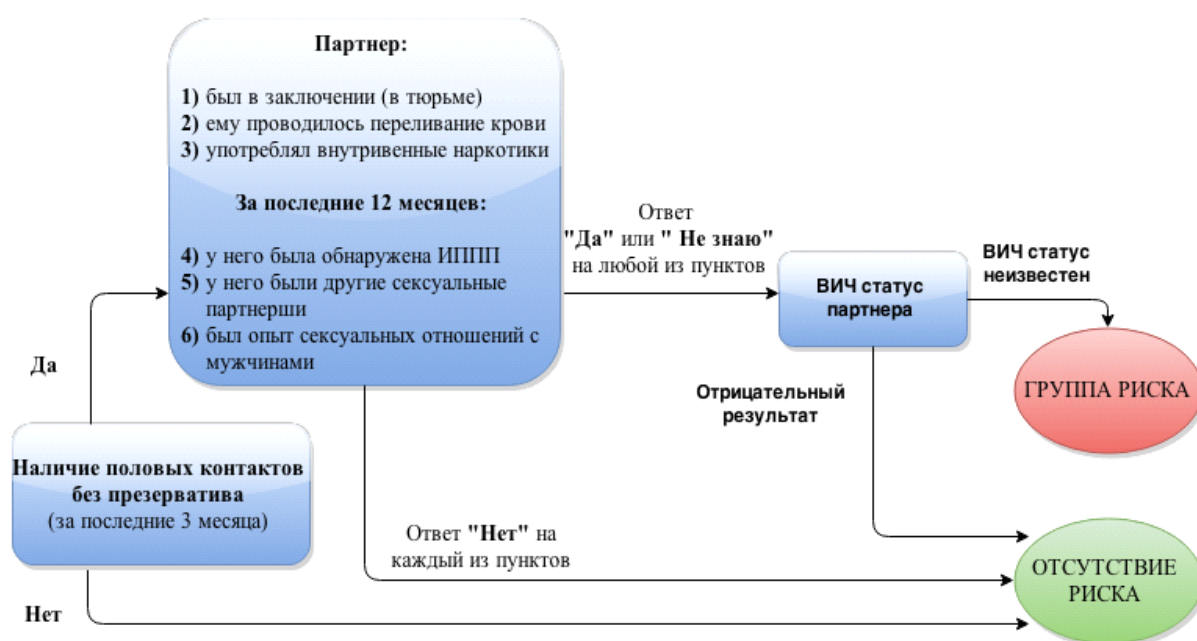 Партнер:
1) был в заключении (в тюрьме)
2) ему проводилось переливание крови
3) употреблял внутривенные наркотики
За последние 12 месяцев:
4) у него была обнаружена ИППП
5) у него были другие сексуальные
партнерши
6) был опыт сексуальных отношений с
мужчинами
Ответ
"Да" или " Не знаю"
на любой из пунктов
ВИЧ статус
партнера
ВИЧ статус
неизвестен
ГРУППА РИСКА
Отрицательный
результат
Да
Наличие половых контактов
без презерватива
(за последние 3 месяца)
Ответ "Нет" на
каждый из пунктов
ОТСУТСТВИЕ
РИСКА
Нет